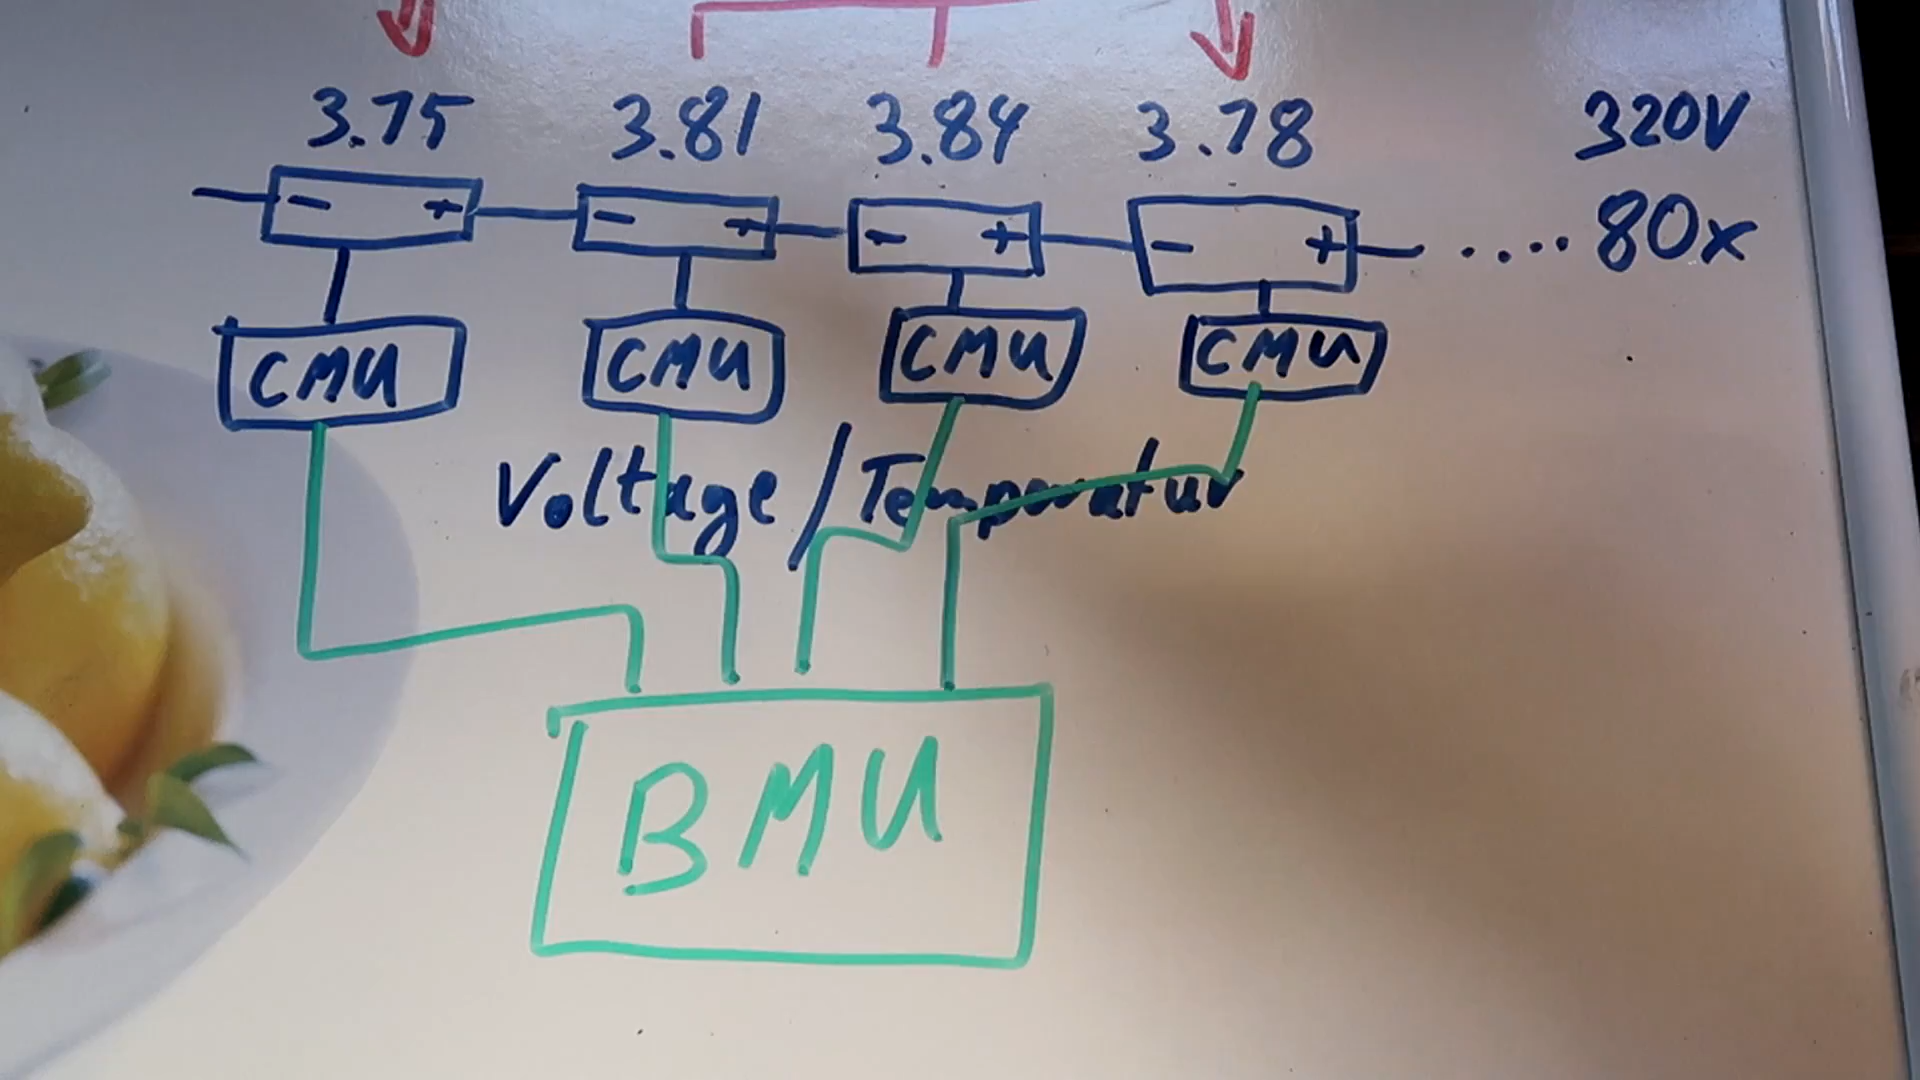 3.75 3.81 3.84 3.78 320V
- + - + - + - + .... 80x
CMU CMU CMU CMU
Voltage / Temperatur
BMU